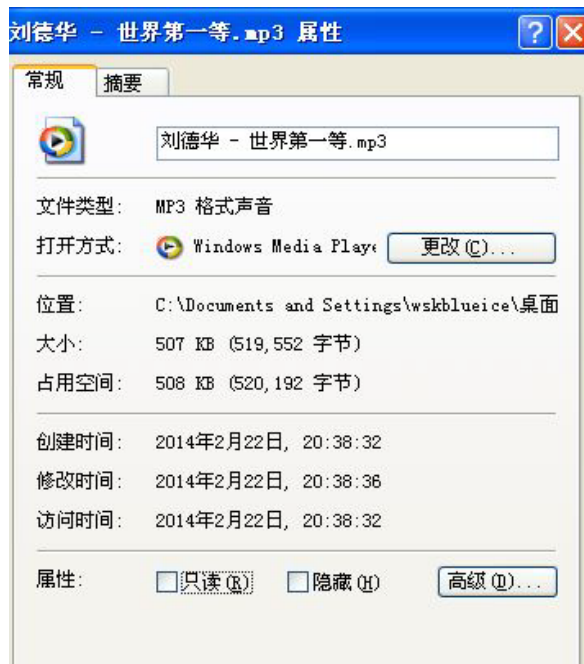 刘德华 - 世界第一等.mp3 属性
常规 摘要
刘德华 - 世界第一等.mp3
文件类型: MP3 格式声音
打开方式: Windows Media Playe 更改(C)...
位置: C:\Documents and Settings\wskblueice\桌面
大小: 507 KB (519,552 字节)
占用空间: 508 KB (520,192 字节)
创建时间: 2014年2月22日, 20:38:32
修改时间: 2014年2月22日, 20:38:36
访问时间: 2014年2月22日, 20:38:32
属性: 只读(R) 隐藏(H) 高级(D)...